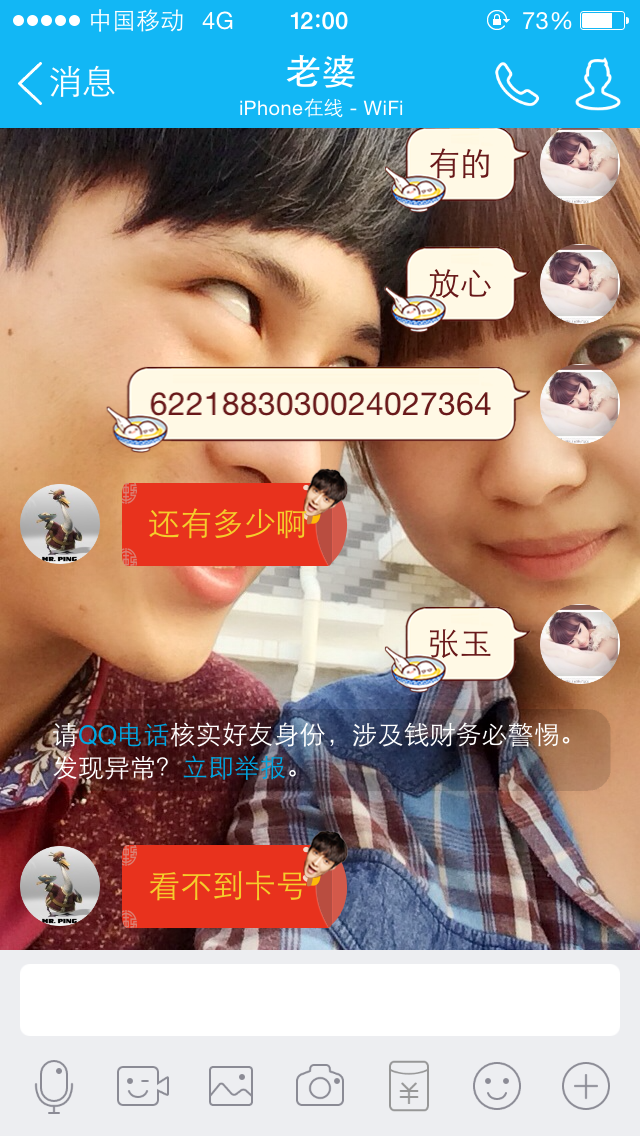 中国移动 4G 12:00 73%
消息 老婆
iPhone在线 - WiFi
有的
放心
6221883030024027364
还有多少啊
MR. PING
张玉
请QQ电话核实好友身份，涉及钱财务必警惕。
发现异常？立即举报。
看不到卡号
MR. PING